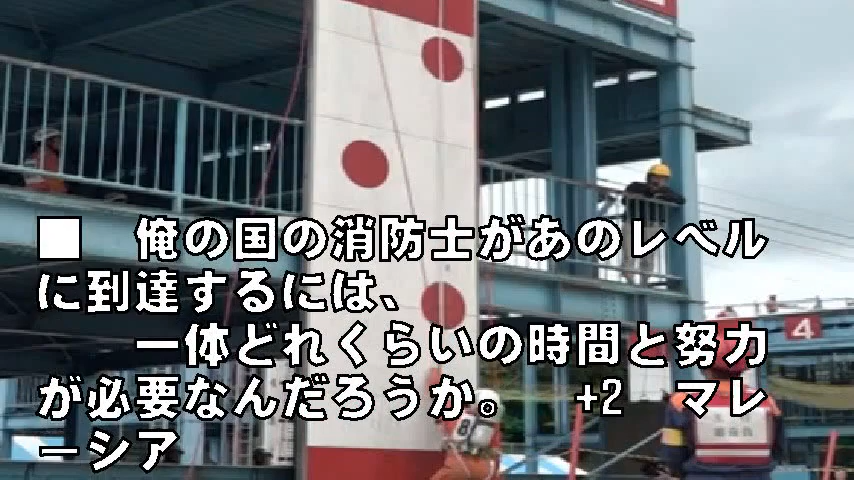 ■　俺の国の消防士があのレベル
に到達するには、
　　一体どれくらいの時間と努力
が必要なんだろうか。　+2　マレ
ーシア
4
8